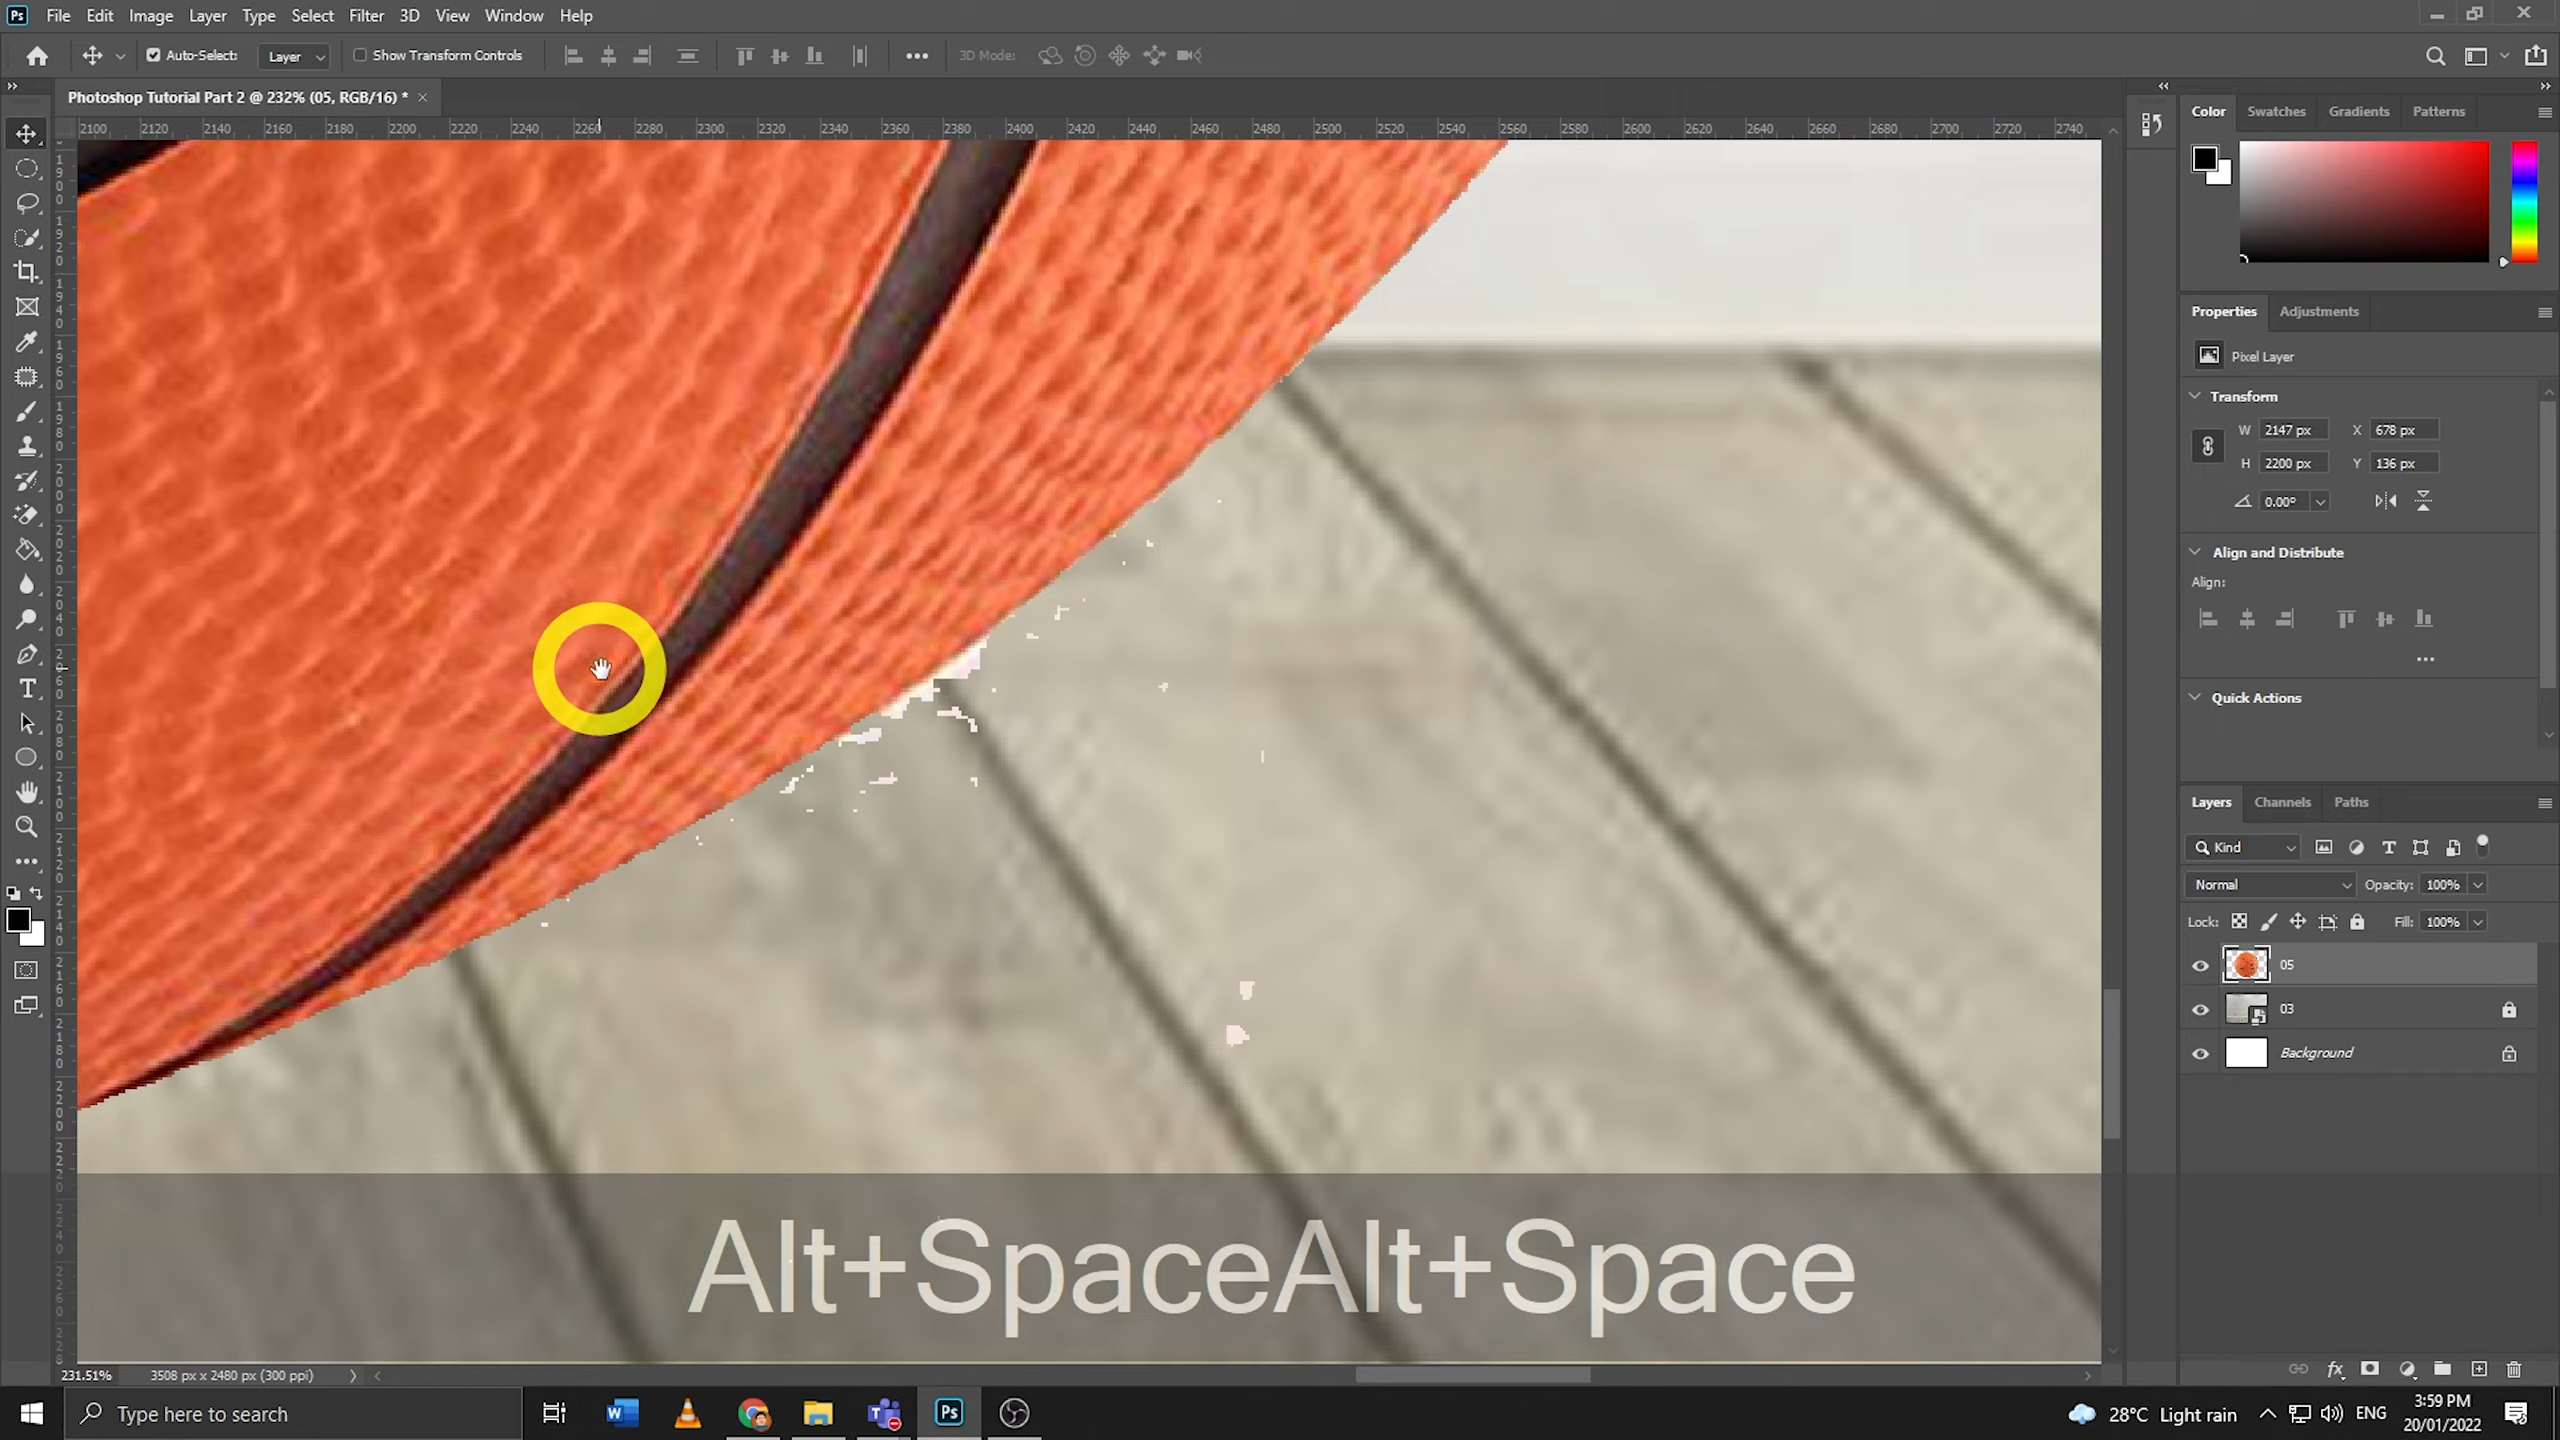 Ps File Edit Image Layer Type Select Filter 3D View Window Help
Auto-Select: Layer Show Transform Controls 3D Mode:
Photoshop Tutorial Part 2 @ 232% (05, RGB/16) *
2100 2120 2140 2160 2180 2200 2220 2240 2260 2280 2300 2320 2340 2360 2380 2400 2420 2440 2460 2480 2500 2520 2540 2560 2580 2600 2620 2640 2660 2680 2700 2720 2740
Color Swatches Gradients Patterns
Properties Adjustments
Pixel Layer
Transform
W 2147 px X 678 px
H 2200 px Y 136 px
0.00°
Align and Distribute
Align:
Quick Actions
Layers Channels Paths
Kind
Normal Opacity: 100%
Lock: Fill: 100%
05
03
Background
Alt+SpaceAlt+Space
231.51% 3508 px x 2480 px (300 ppi)
Type here to search
28°C Light rain ENG
3:59 PM
20/01/2022